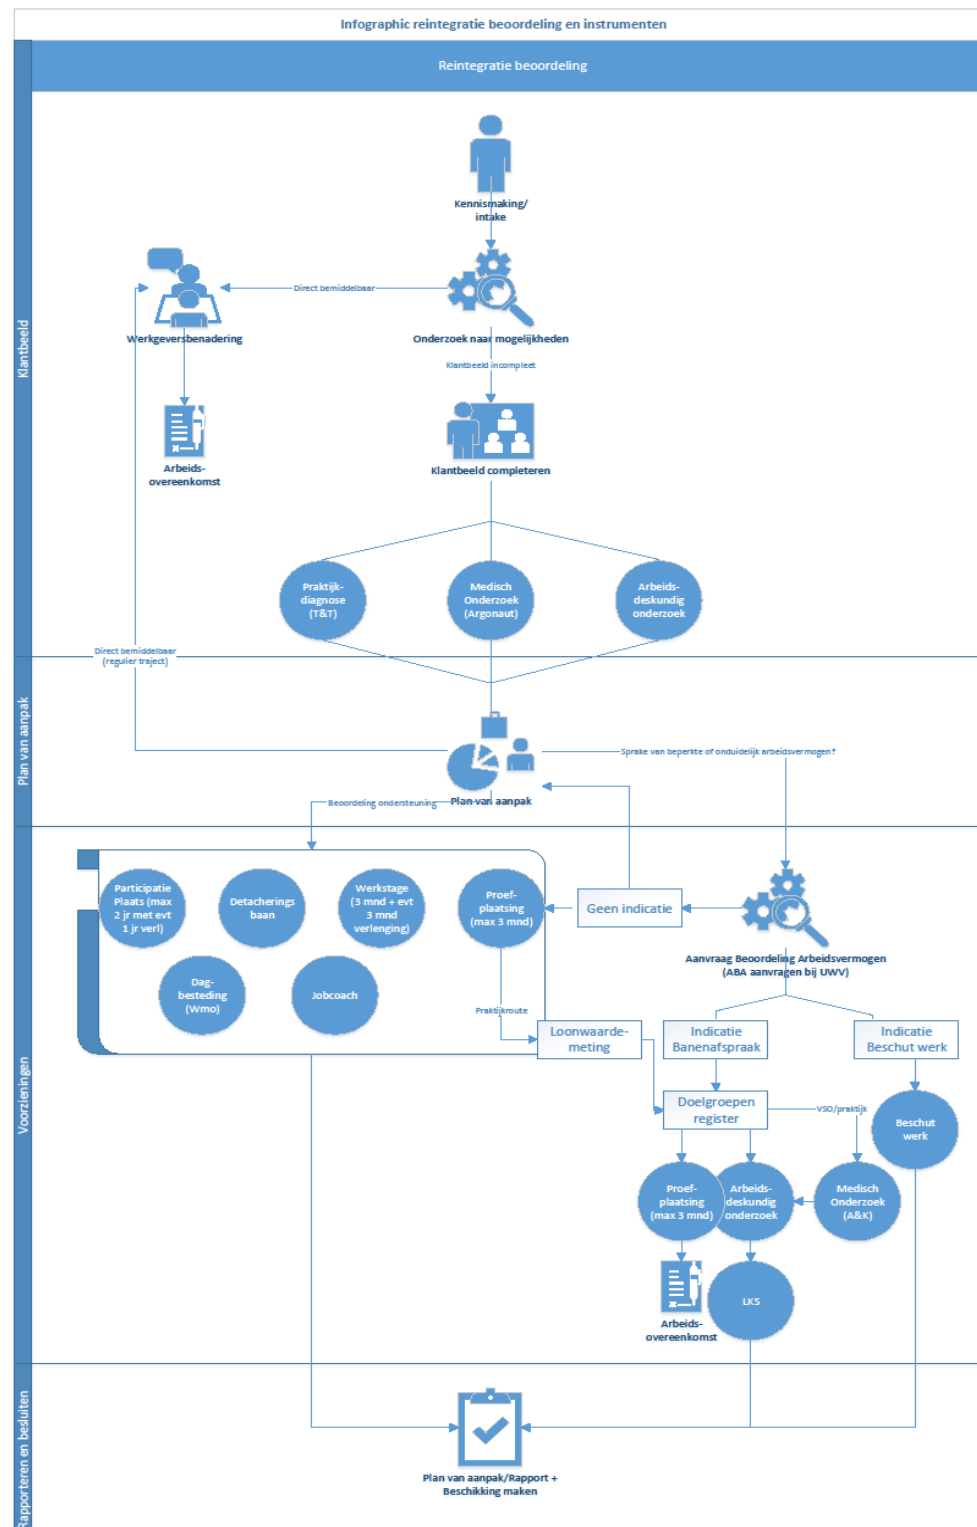 Infographic reintegratie beoordeling en instrumenten
Reintegratie beoordeling
Klantbeeld
Kennismaking/
intake
Direct bemiddelbaar
Werkgeversbenadering
Onderzoek naar mogelijkheden
Klantbeeld incompleet
Arbeids-
overeenkomst
Klantbeeld completeren
Praktijk-
diagnose
(T&T)
Medisch
Onderzoek
(Argonaut)
Arbeids-
deskundig
onderzoek
Direct bemiddelbaar
(regulier traject)
Plan van aanpak
Sprake van beperkte of onduidelijk arbeidsvermogen?
Plan van aanpak
Beoordeling ondersteuning
Voorzieningen
Participatie
Plaats (max
2 jr met evt
1 jr verl)
Detacherings
baan
Werkstage
(3 mnd + evt
3 mnd
verlenging)
Proef-
plaatsing
(max 3 mnd)
Geen indicatie
Aanvraag Beoordeling Arbeidsvermogen
(ABA aanvragen bij UWV)
Dag-
besteding
(Wmo)
Jobcoach
Praktijkroute
Loonwaarde-
meting
Indicatie
Banenafspraak
Indicatie
Beschut werk
Doelgroepen
register
VSO/praktijk
Beschut
werk
Proef-
plaatsing
(max 3 mnd)
Arbeids-
deskundig
onderzoek
Medisch
Onderzoek
(A&K)
LKS
Arbeids-
overeenkomst
Rapporteren en besluiten
Plan van aanpak/Rapport +
Beschikking maken